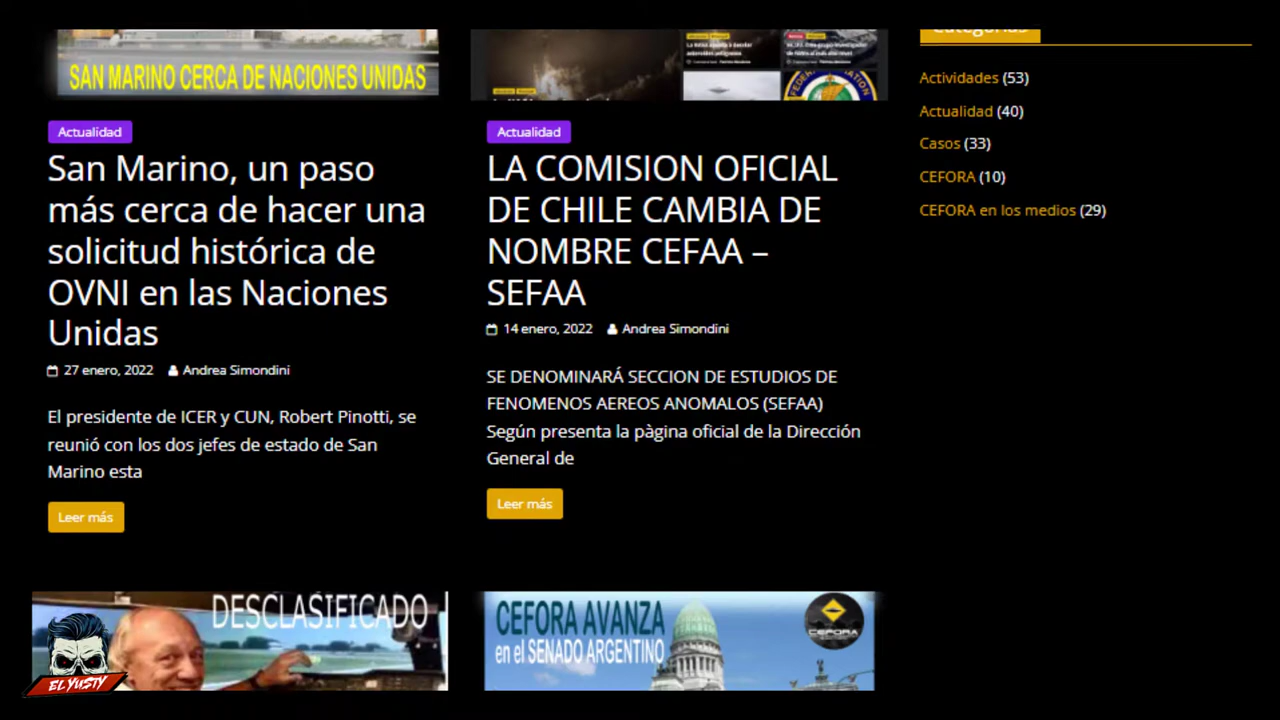 SAN MARINO CERCA DE NACIONES UNIDAS
Actualidad
San Marino, un paso
más cerca de hacer una
solicitud histórica de
OVNI en las Naciones
Unidas
27 enero, 2022 Andrea Simondini
El presidente de ICER y CUN, Robert Pinotti, se
reunió con los dos jefes de estado de San
Marino esta
Leer más
Actualidad
LA COMISION OFICIAL
DE CHILE CAMBIA DE
NOMBRE CEFAA –
SEFAA
14 enero, 2022 Andrea Simondini
SE DENOMINARÁ SECCION DE ESTUDIOS DE
FENOMENOS AEREOS ANOMALOS (SEFAA)
Según presenta la pàgina oficial de la Dirección
General de
Leer más
Categorías
Actividades (53)
Actualidad (40)
Casos (33)
CEFORA (10)
CEFORA en los medios (29)
DESCLASIFICADO
EL YUSTY
CEFORA AVANZA
en el SENADO ARGENTINO
CEFORA